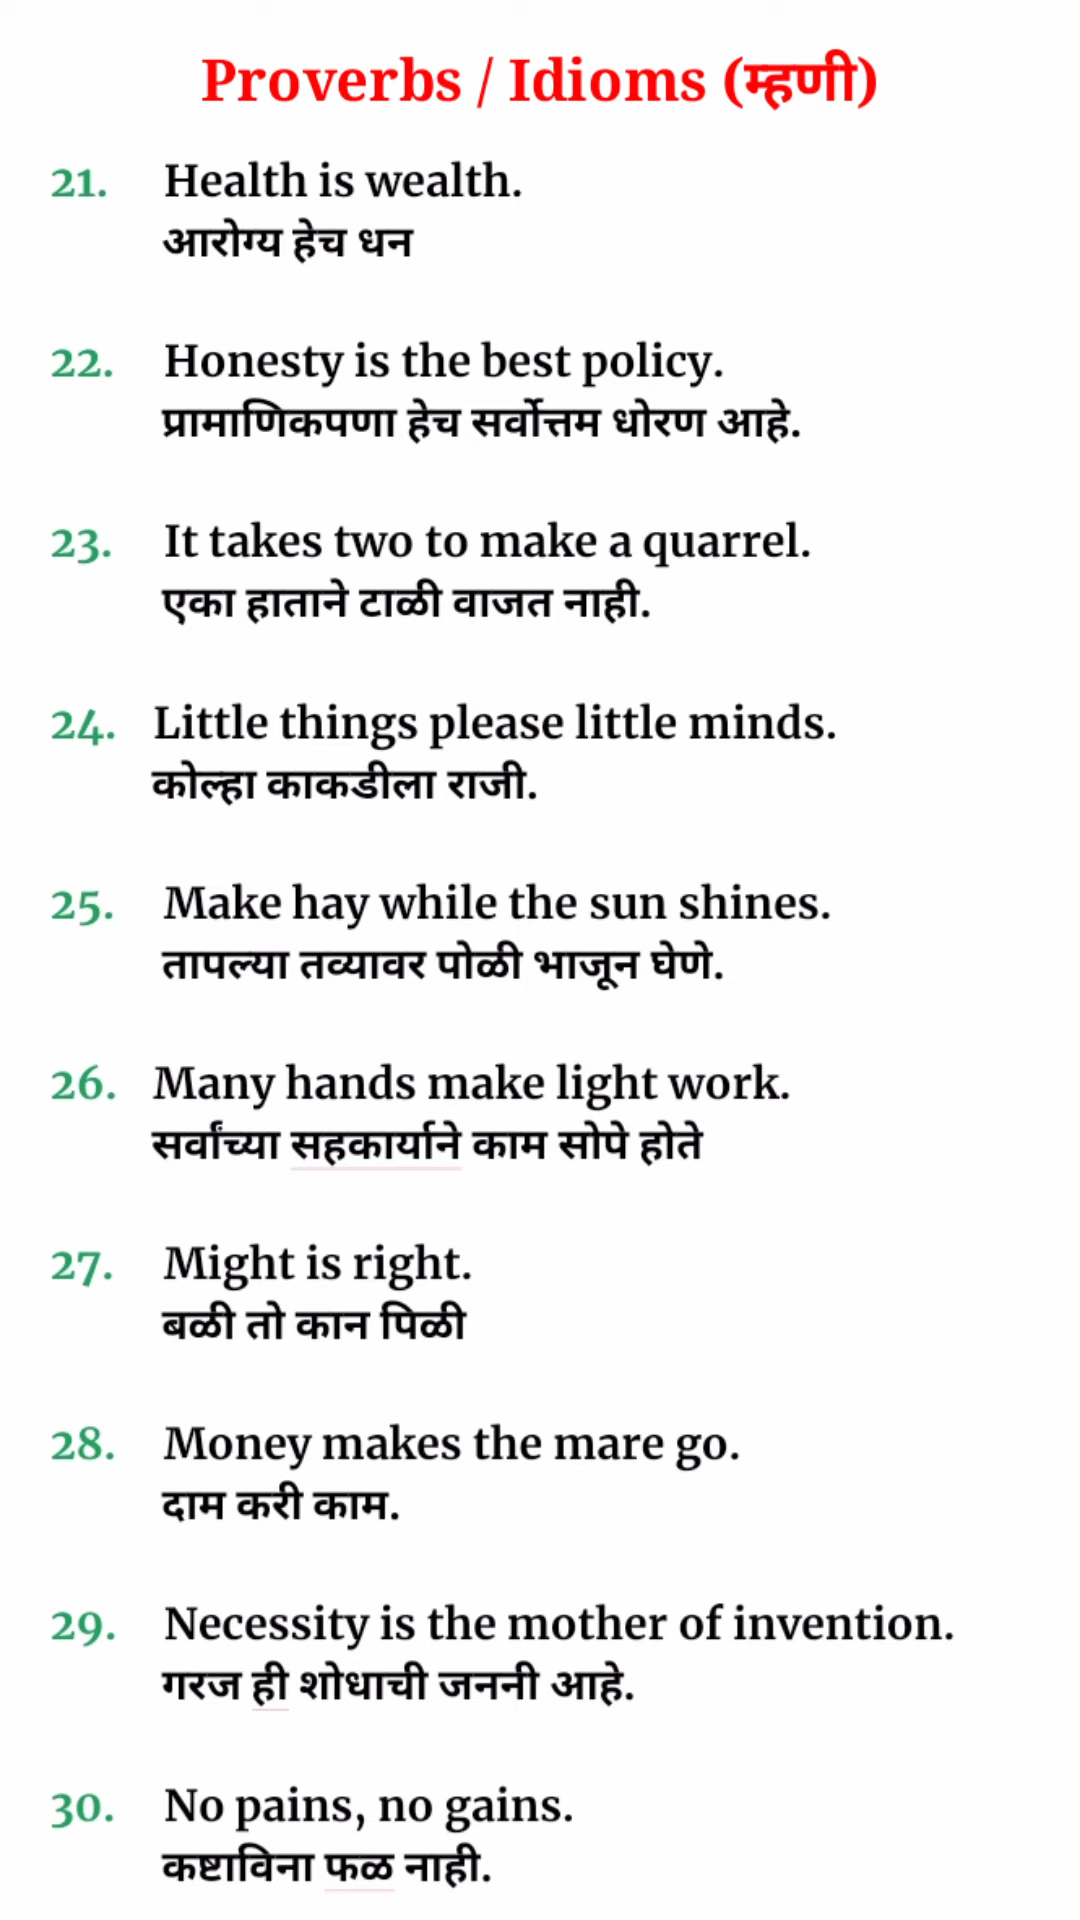 Proverbs / Idioms (म्हणी)
21. Health is wealth.
आरोग्य हेच धन
22. Honesty is the best policy.
प्रामाणिकपणा हेच सर्वोत्तम धोरण आहे.
23. It takes two to make a quarrel.
एका हाताने टाळी वाजत नाही.
24. Little things please little minds.
कोल्हा काकडीला राजी.
25. Make hay while the sun shines.
तापल्या तव्यावर पोळी भाजून घेणे.
26. Many hands make light work.
सर्वांच्या सहकार्याने काम सोपे होते
27. Might is right.
बळी तो कान पिळी
28. Money makes the mare go.
दाम करी काम.
29. Necessity is the mother of invention.
गरज ही शोधाची जननी आहे.
30. No pains, no gains.
कष्टाविना फळ नाही.